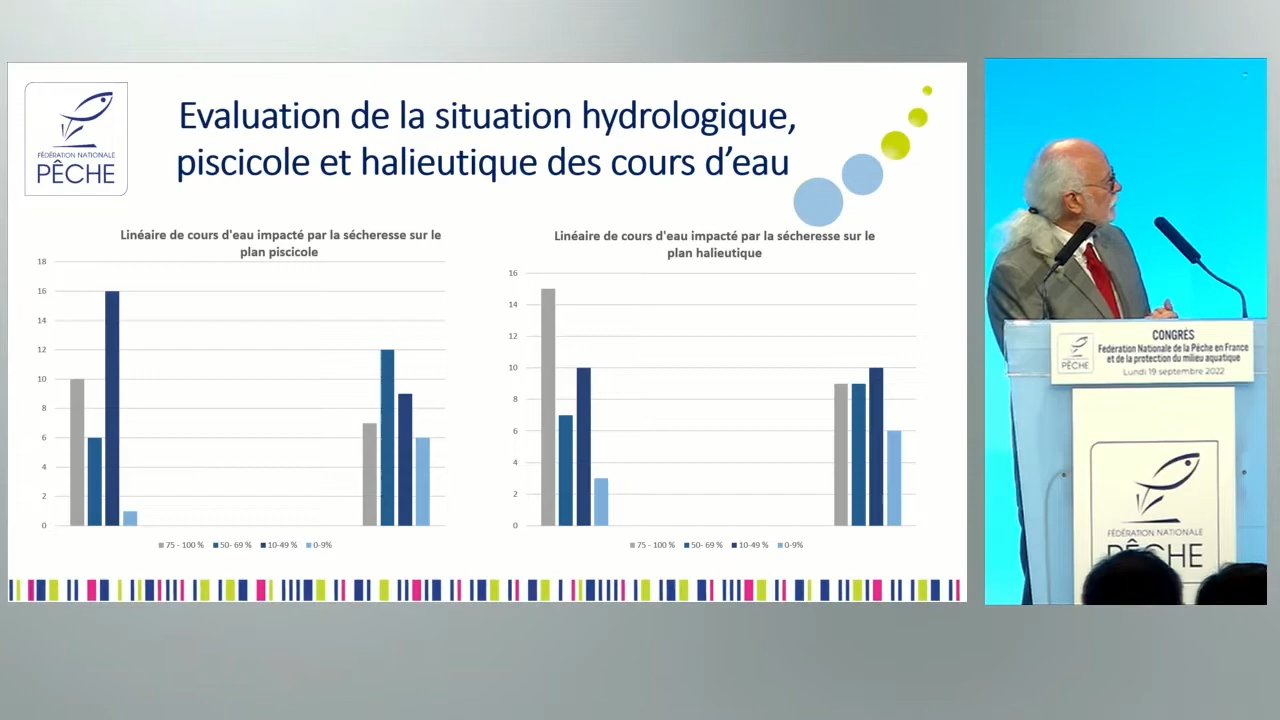 FÉDÉRATION NATIONALE
PÊCHE
Evaluation de la situation hydrologique,
piscicole et halieutique des cours d'eau
Linéaire de cours d'eau impacté par la sécheresse sur le
plan piscicole
18
16
14
12
10
8
6
4
2
0
75 - 100 % 50- 69 % 10-49 % 0-9%
Linéaire de cours d'eau impacté par la sécheresse sur le
plan halieutique
16
14
12
10
8
6
4
2
0
75 - 100 % 50- 69 % 10-49 % 0-9%
PÊCHE
CONGRÈS
Fédération Nationale de la Pêche en France
et de la protection du milieu aquatique
Lundi 19 septembre 2022
FÉDÉRATION NATIONALE
PÊCHE